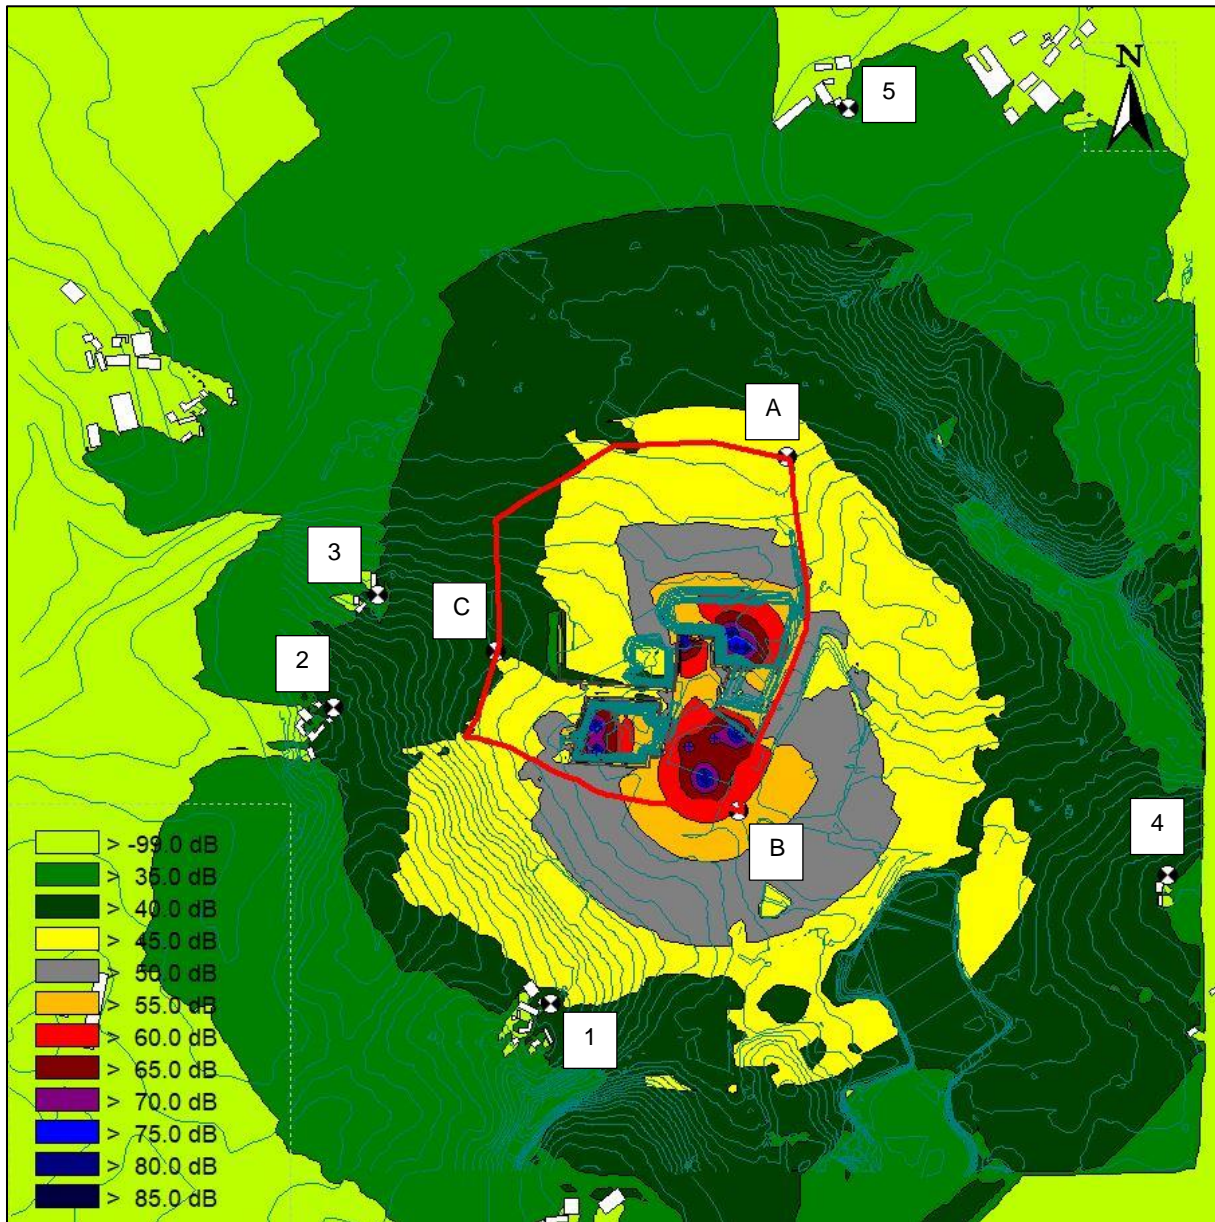 N
5
A
3
C
2
4
B
1
> -99.0 dB
> 35.0 dB
> 40.0 dB
> 45.0 dB
> 50.0 dB
> 55.0 dB
> 60.0 dB
> 65.0 dB
> 70.0 dB
> 75.0 dB
> 80.0 dB
> 85.0 dB